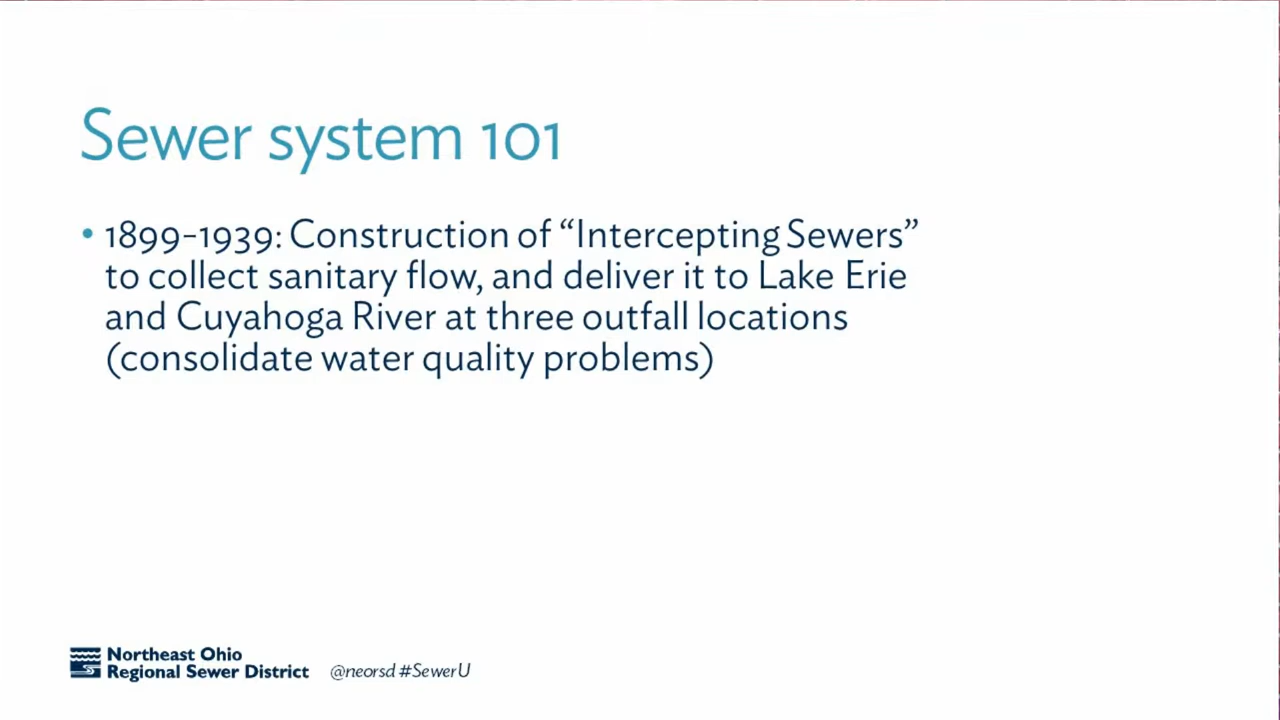 Sewer system 101
• 1899-1939: Construction of “Intercepting Sewers”
to collect sanitary flow, and deliver it to Lake Erie
and Cuyahoga River at three outfall locations
(consolidate water quality problems)
Northeast Ohio
Regional Sewer District
@neorsd #SewerU